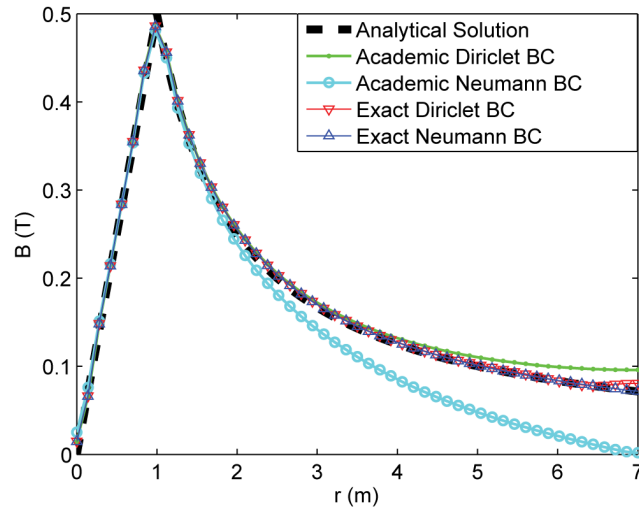 Analytical Solution
Academic Diriclet BC
Academic Neumann BC
Exact Diriclet BC
Exact Neumann BC
0.5
0.4
0.3
0.2
0.1
0
B (T)
0 1 2 3 4 5 6 7
r (m)